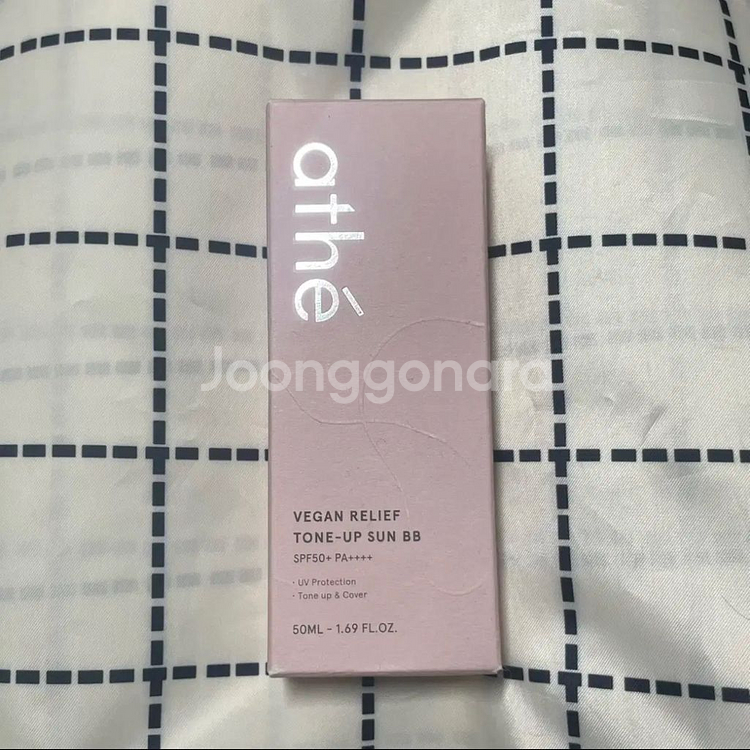 athé
Joonggonara
VEGAN RELIEF
TONE-UP SUN BB
SPF50+ PA++++
· UV Protection
· Tone up & Cover
50ML - 1.69 FL.OZ.